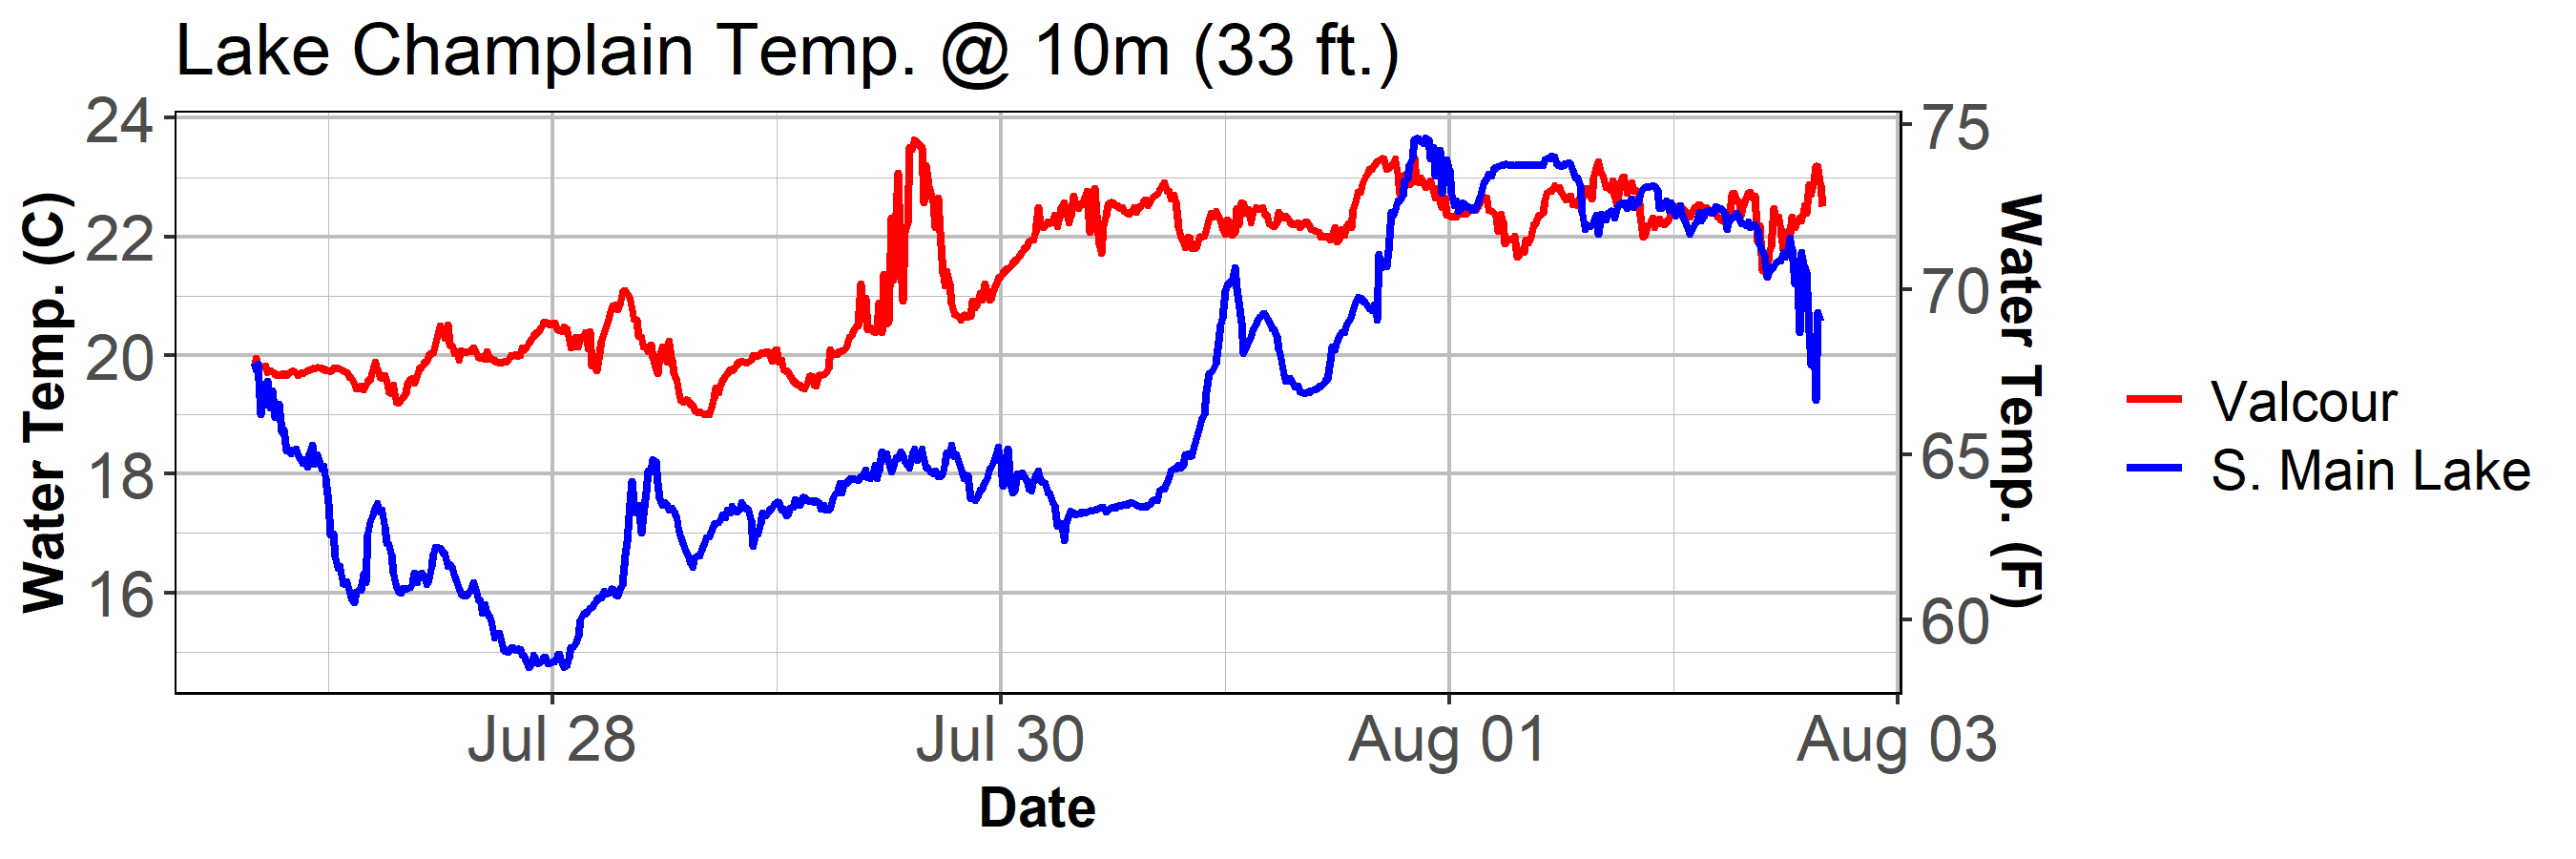 Lake Champlain Temp. @ 10m (33 ft.)
Water Temp. (C)
24
22
20
18
16
75
70
65
60
Water Temp. (F)
Jul 28
Jul 30
Aug 01
Aug 03
Date
Valcour
S. Main Lake